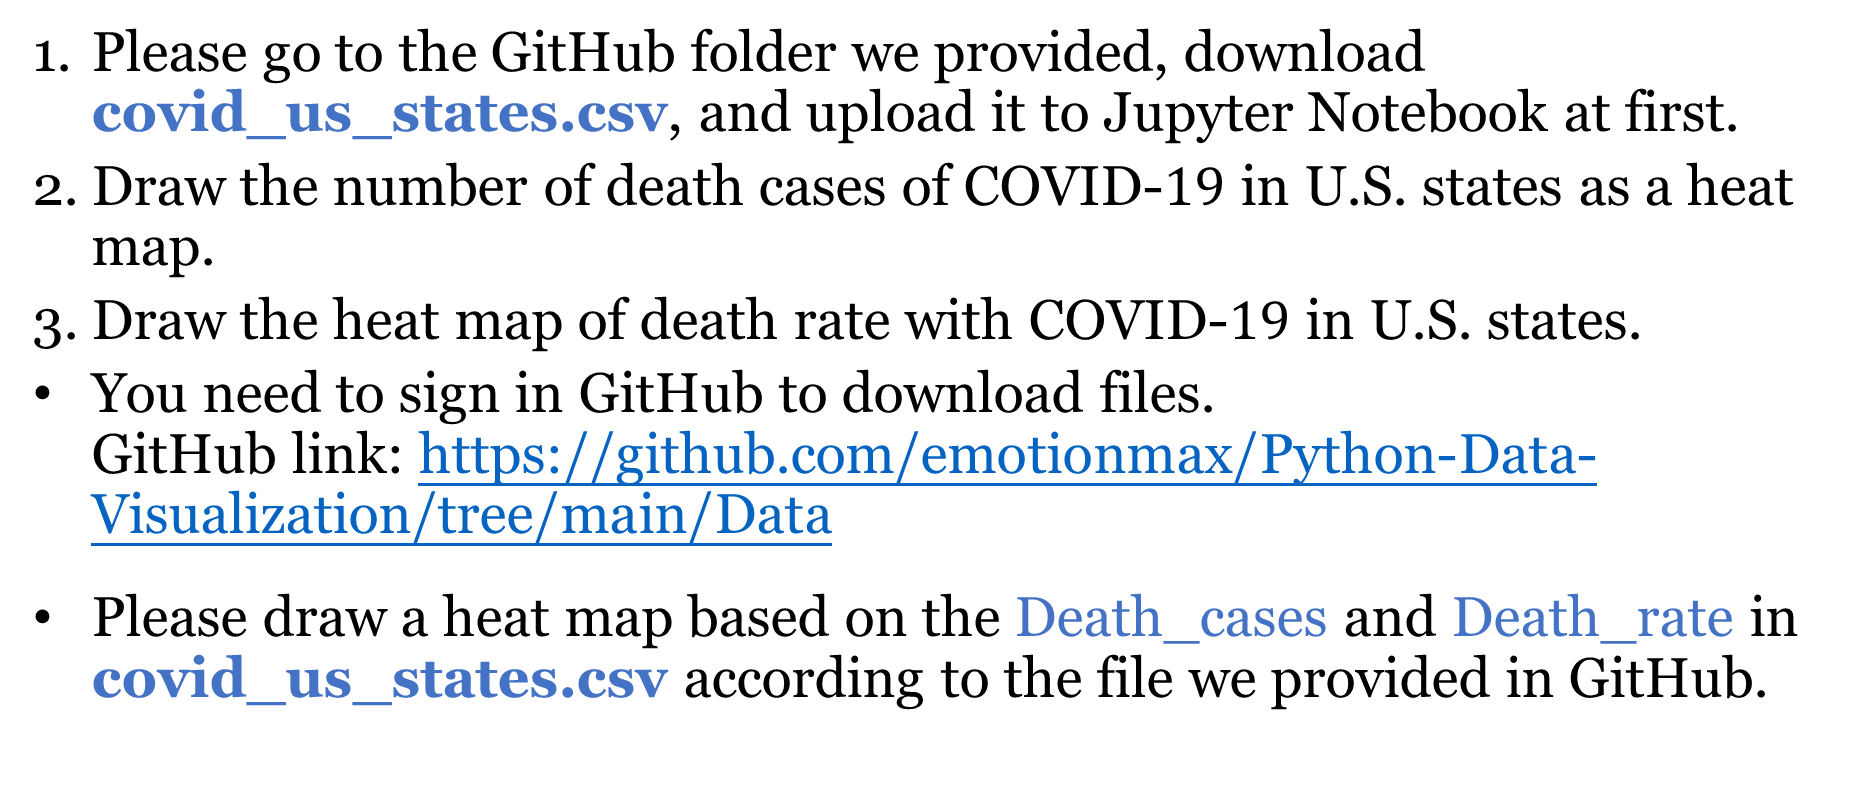 1. Please go to the GitHub folder we provided, download
covid_us_states.csv, and upload it to Jupyter Notebook at first.
2. Draw the number of death cases of COVID-19 in U.S. states as a heat
map.
3. Draw the heat map of death rate with COVID-19 in U.S. states.
• You need to sign in GitHub to download files.
GitHub link: https://github.com/emotionmax/Python-Data-
Visualization/tree/main/Data
• Please draw a heat map based on the Death_cases and Death_rate in
covid_us_states.csv according to the file we provided in GitHub.